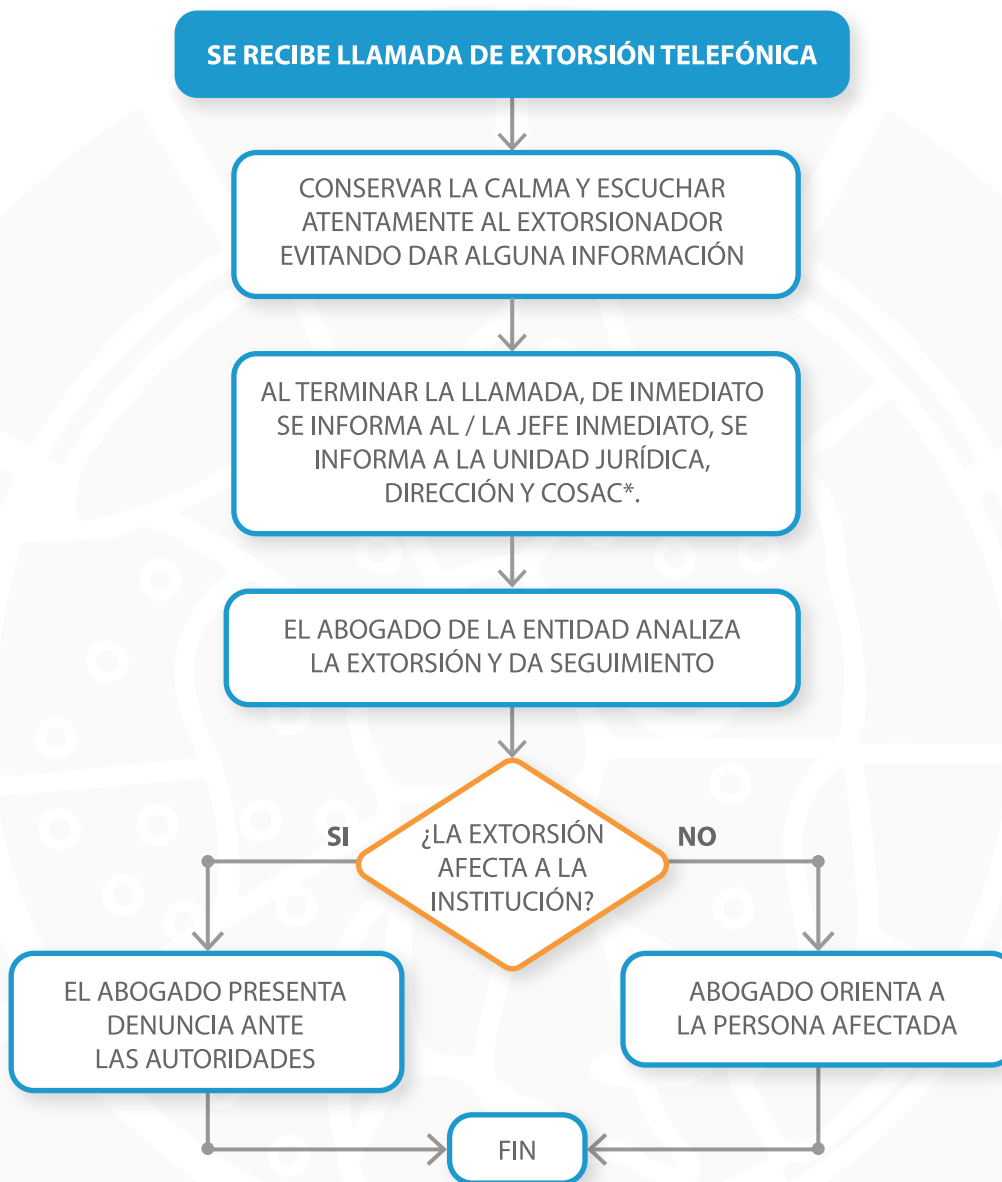 SE RECIBE LLAMADA DE EXTORSIÓN TELEFÓNICA
CONSERVAR LA CALMA Y ESCUCHAR
ATENTAMENTE AL EXTORSIONADOR
EVITANDO DAR ALGUNA INFORMACIÓN
AL TERMINAR LA LLAMADA, DE INMEDIATO
SE INFORMA AL / LA JEFE INMEDIATO, SE
INFORMA A LA UNIDAD JURÍDICA,
DIRECCIÓN Y COSAC*.
EL ABOGADO DE LA ENTIDAD ANALIZA
LA EXTORSIÓN Y DA SEGUIMIENTO
¿LA EXTORSIÓN
AFECTA A LA
INSTITUCIÓN?
SI
NO
EL ABOGADO PRESENTA
DENUNCIA ANTE
LAS AUTORIDADES
ABOGADO ORIENTA A
LA PERSONA AFECTADA
FIN